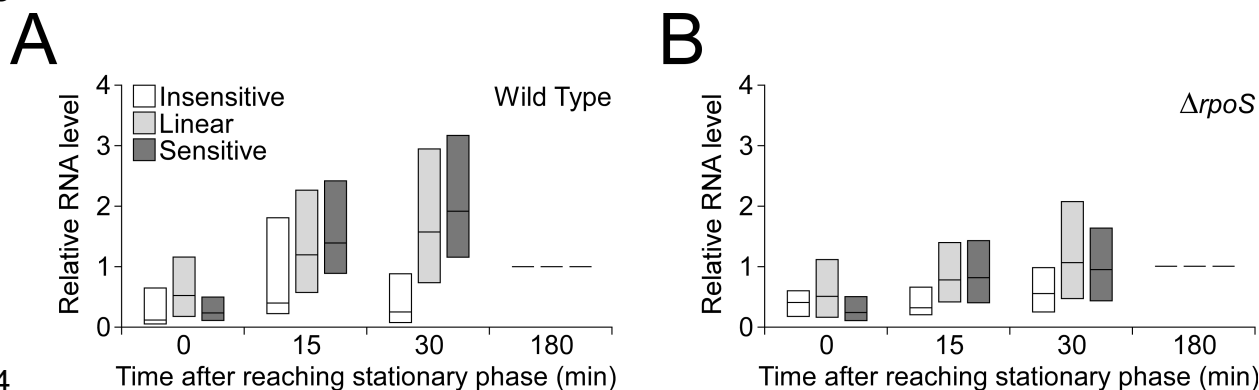 A
Relative RNA level
4
3
2
1
0
Insensitive
Linear
Sensitive
Wild Type
0 15 30 180
Time after reaching stationary phase (min)
B
Relative RNA level
4
3
2
1
0
ΔrpoS
0 15 30 180
Time after reaching stationary phase (min)
4